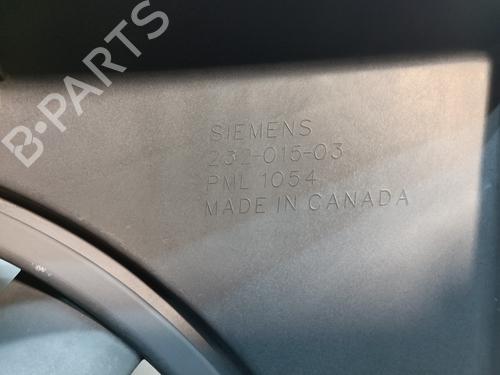 B-PARTS
SIEMENS
232-015-03
PML 1054
MADE IN CANADA